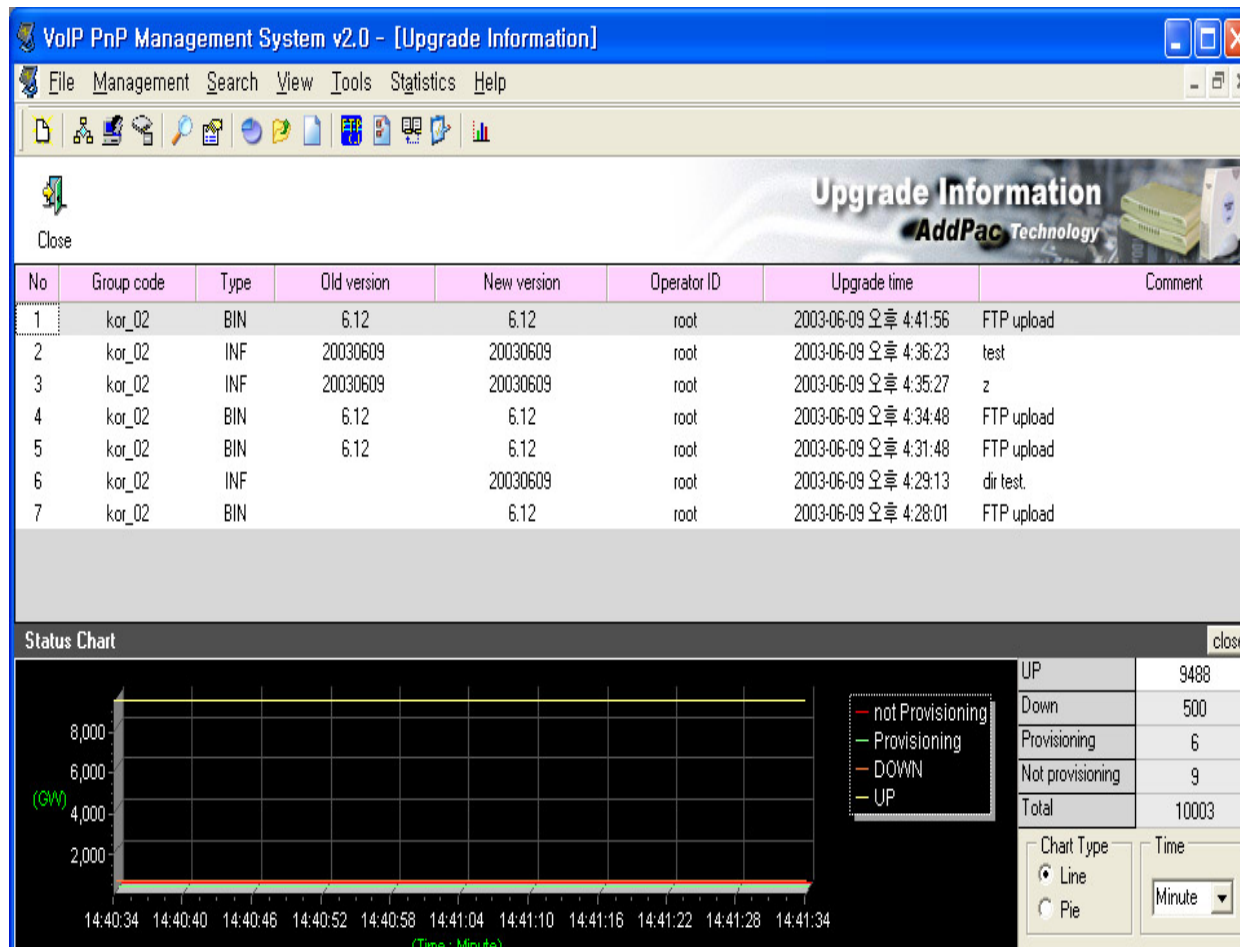 VoIP PnP Management System v2.0 - [Upgrade Information]
File Management Search View Tools Statistics Help
Upgrade Information
AddPac Technology
Close
No Group code Type Old version New version Operator ID Upgrade time Comment
1 kor_02 BIN 6.12 6.12 root 2003-06-09 오후 4:41:56 FTP upload
2 kor_02 INF 20030609 20030609 root 2003-06-09 오후 4:36:23 test
3 kor_02 INF 20030609 20030609 root 2003-06-09 오후 4:35:27 z
4 kor_02 BIN 6.12 6.12 root 2003-06-09 오후 4:34:48 FTP upload
5 kor_02 BIN 6.12 6.12 root 2003-06-09 오후 4:31:48 FTP upload
6 kor_02 INF 20030609 root 2003-06-09 오후 4:29:13 dir test.
7 kor_02 BIN 6.12 root 2003-06-09 오후 4:28:01 FTP upload
Status Chart close
8,000
6,000
(GW)
4,000
2,000
14:40:34 14:40:40 14:40:46 14:40:52 14:40:58 14:41:04 14:41:10 14:41:16 14:41:22 14:41:28 14:41:34
(Time : Minute)
not Provisioning
Provisioning
DOWN
UP
UP 9488
Down 500
Provisioning 6
Not provisioning 9
Total 10003
Chart Type
Line
Pie
Time
Minute